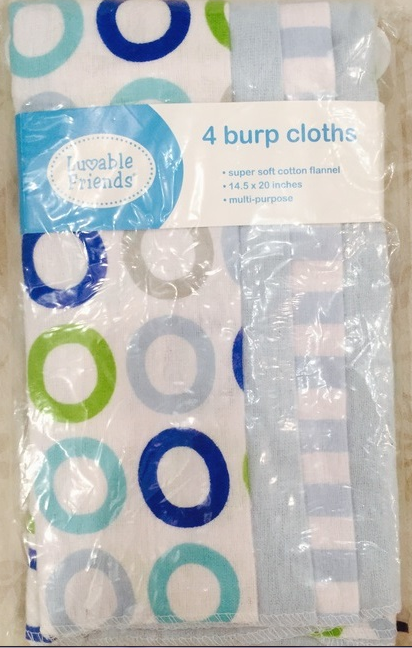 Luvable
Friends
4 burp cloths
• super soft cotton flannel
• 14.5 x 20 inches
• multi-purpose